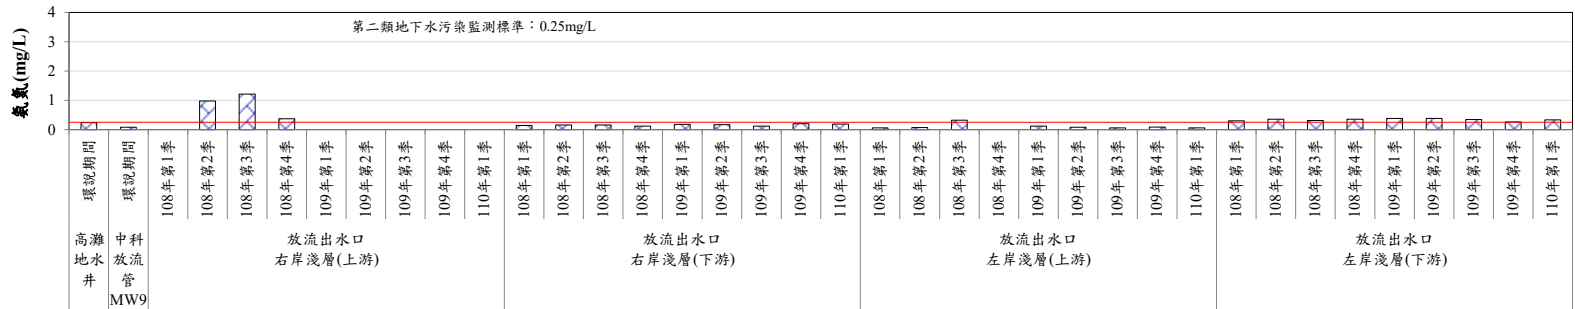 第二類地下水污染監測標準：0.25mg/L
氨氮(mg/L)
4
3
2
1
0
環說期間
環說期間
108年第1季
108年第2季
108年第3季
108年第4季
109年第1季
109年第2季
109年第3季
109年第4季
110年第1季
108年第1季
108年第2季
108年第3季
108年第4季
109年第1季
109年第2季
109年第3季
109年第4季
110年第1季
108年第1季
108年第2季
108年第3季
108年第4季
109年第1季
109年第2季
109年第3季
109年第4季
110年第1季
108年第1季
108年第2季
108年第3季
108年第4季
109年第1季
109年第2季
109年第3季
109年第4季
110年第1季
高灘
地水
井
中科
放流
管
MW9
放流出水口
右岸淺層(上游)
放流出水口
右岸淺層(下游)
放流出水口
左岸淺層(上游)
放流出水口
左岸淺層(下游)